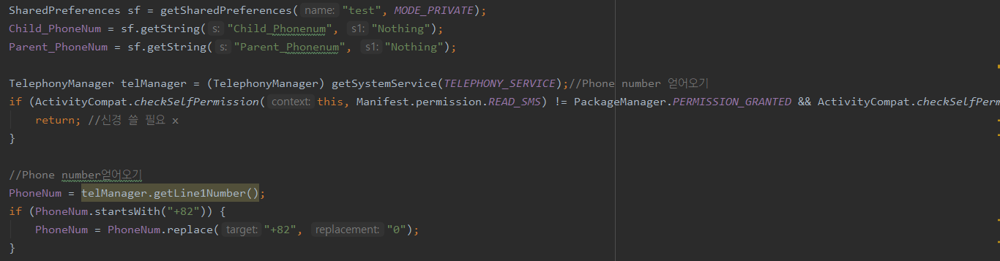 SharedPreferences sf = getSharedPreferences( name: "test", MODE_PRIVATE);
Child_PhoneNum = sf.getString( s: "Child_Phonenum", s1: "Nothing");
Parent_PhoneNum = sf.getString( s: "Parent_Phonenum", s1: "Nothing");
TelephonyManager telManager = (TelephonyManager) getSystemService(TELEPHONY_SERVICE);//Phone number 얻어오기
if (ActivityCompat.checkSelfPermission( context: this, Manifest.permission.READ_SMS) != PackageManager.PERMISSION_GRANTED && ActivityCompat.checkSelfPerm
return; //신경 쓸 필요 x
}
//Phone number얻어오기
PhoneNum = telManager.getLine1Number();
if (PhoneNum.startsWith("+82")) {
PhoneNum = PhoneNum.replace( target: "+82", replacement: "0");
}